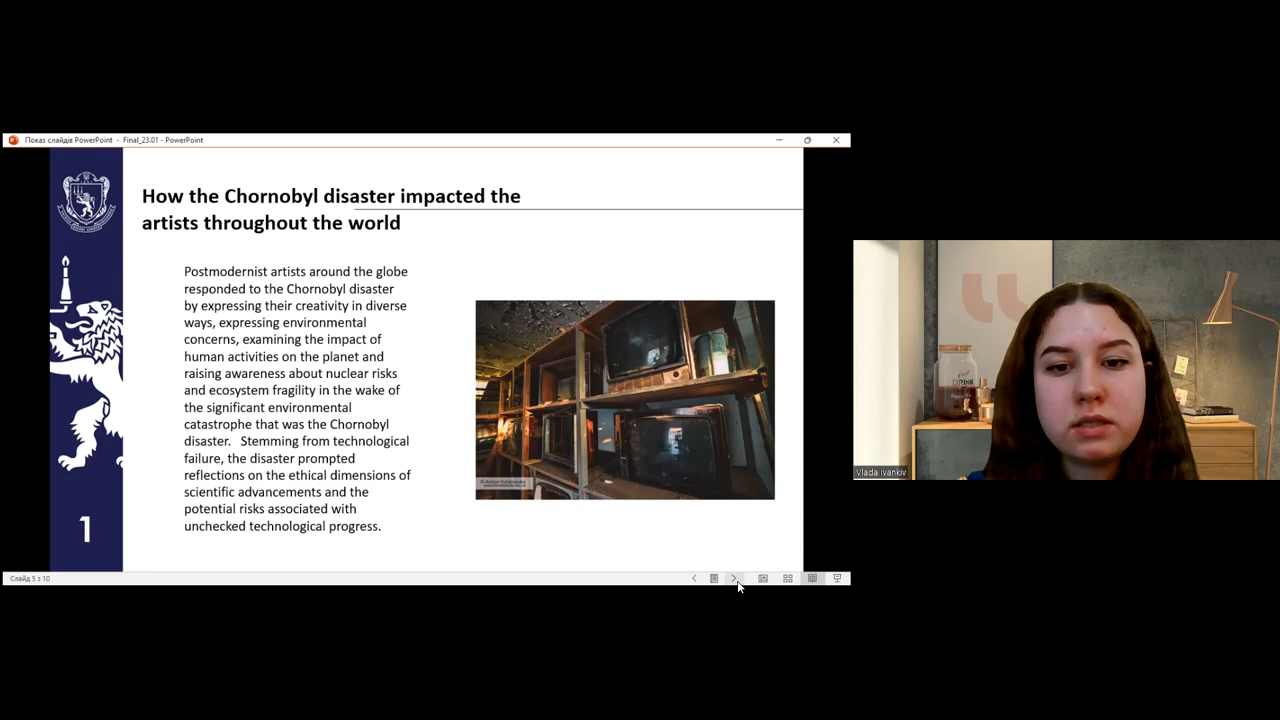 Показ слайдів PowerPoint - Final_23.01 - PowerPoint
How the Chornobyl disaster impacted the
artists throughout the world
Postmodernist artists around the globe
responded to the Chornobyl disaster
by expressing their creativity in diverse
ways, expressing environmental
concerns, examining the impact of
human activities on the planet and
raising awareness about nuclear risks
and ecosystem fragility in the wake of
the significant environmental
catastrophe that was the Chornobyl
disaster. Stemming from technological
failure, the disaster prompted
reflections on the ethical dimensions of
scientific advancements and the
potential risks associated with
unchecked technological progress.
1
Слайд 5 з 10
DRINK
Vlada Ivankiv